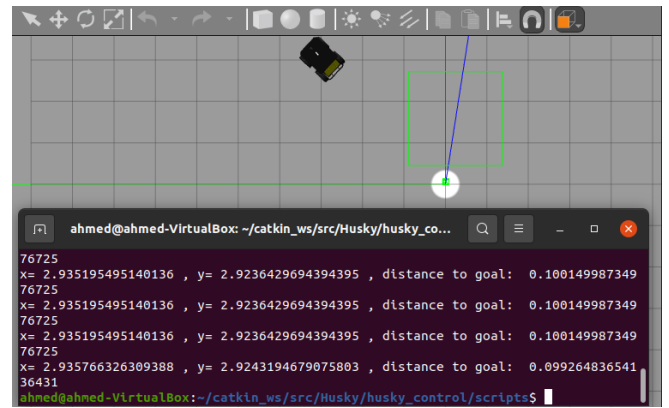 ahmed@ahmed-VirtualBox: ~/catkin_ws/src/Husky/husky_co...
76725
x= 2.935195495140136 , y= 2.9236429694394395 , distance to goal:  0.100149987349
76725
x= 2.935195495140136 , y= 2.9236429694394395 , distance to goal:  0.100149987349
76725
x= 2.935195495140136 , y= 2.9236429694394395 , distance to goal:  0.100149987349
76725
x= 2.935766326309388 , y= 2.9243194679075803 , distance to goal:  0.099264836541
36431
ahmed@ahmed-VirtualBox:~/catkin_ws/src/Husky/husky_control/scripts$